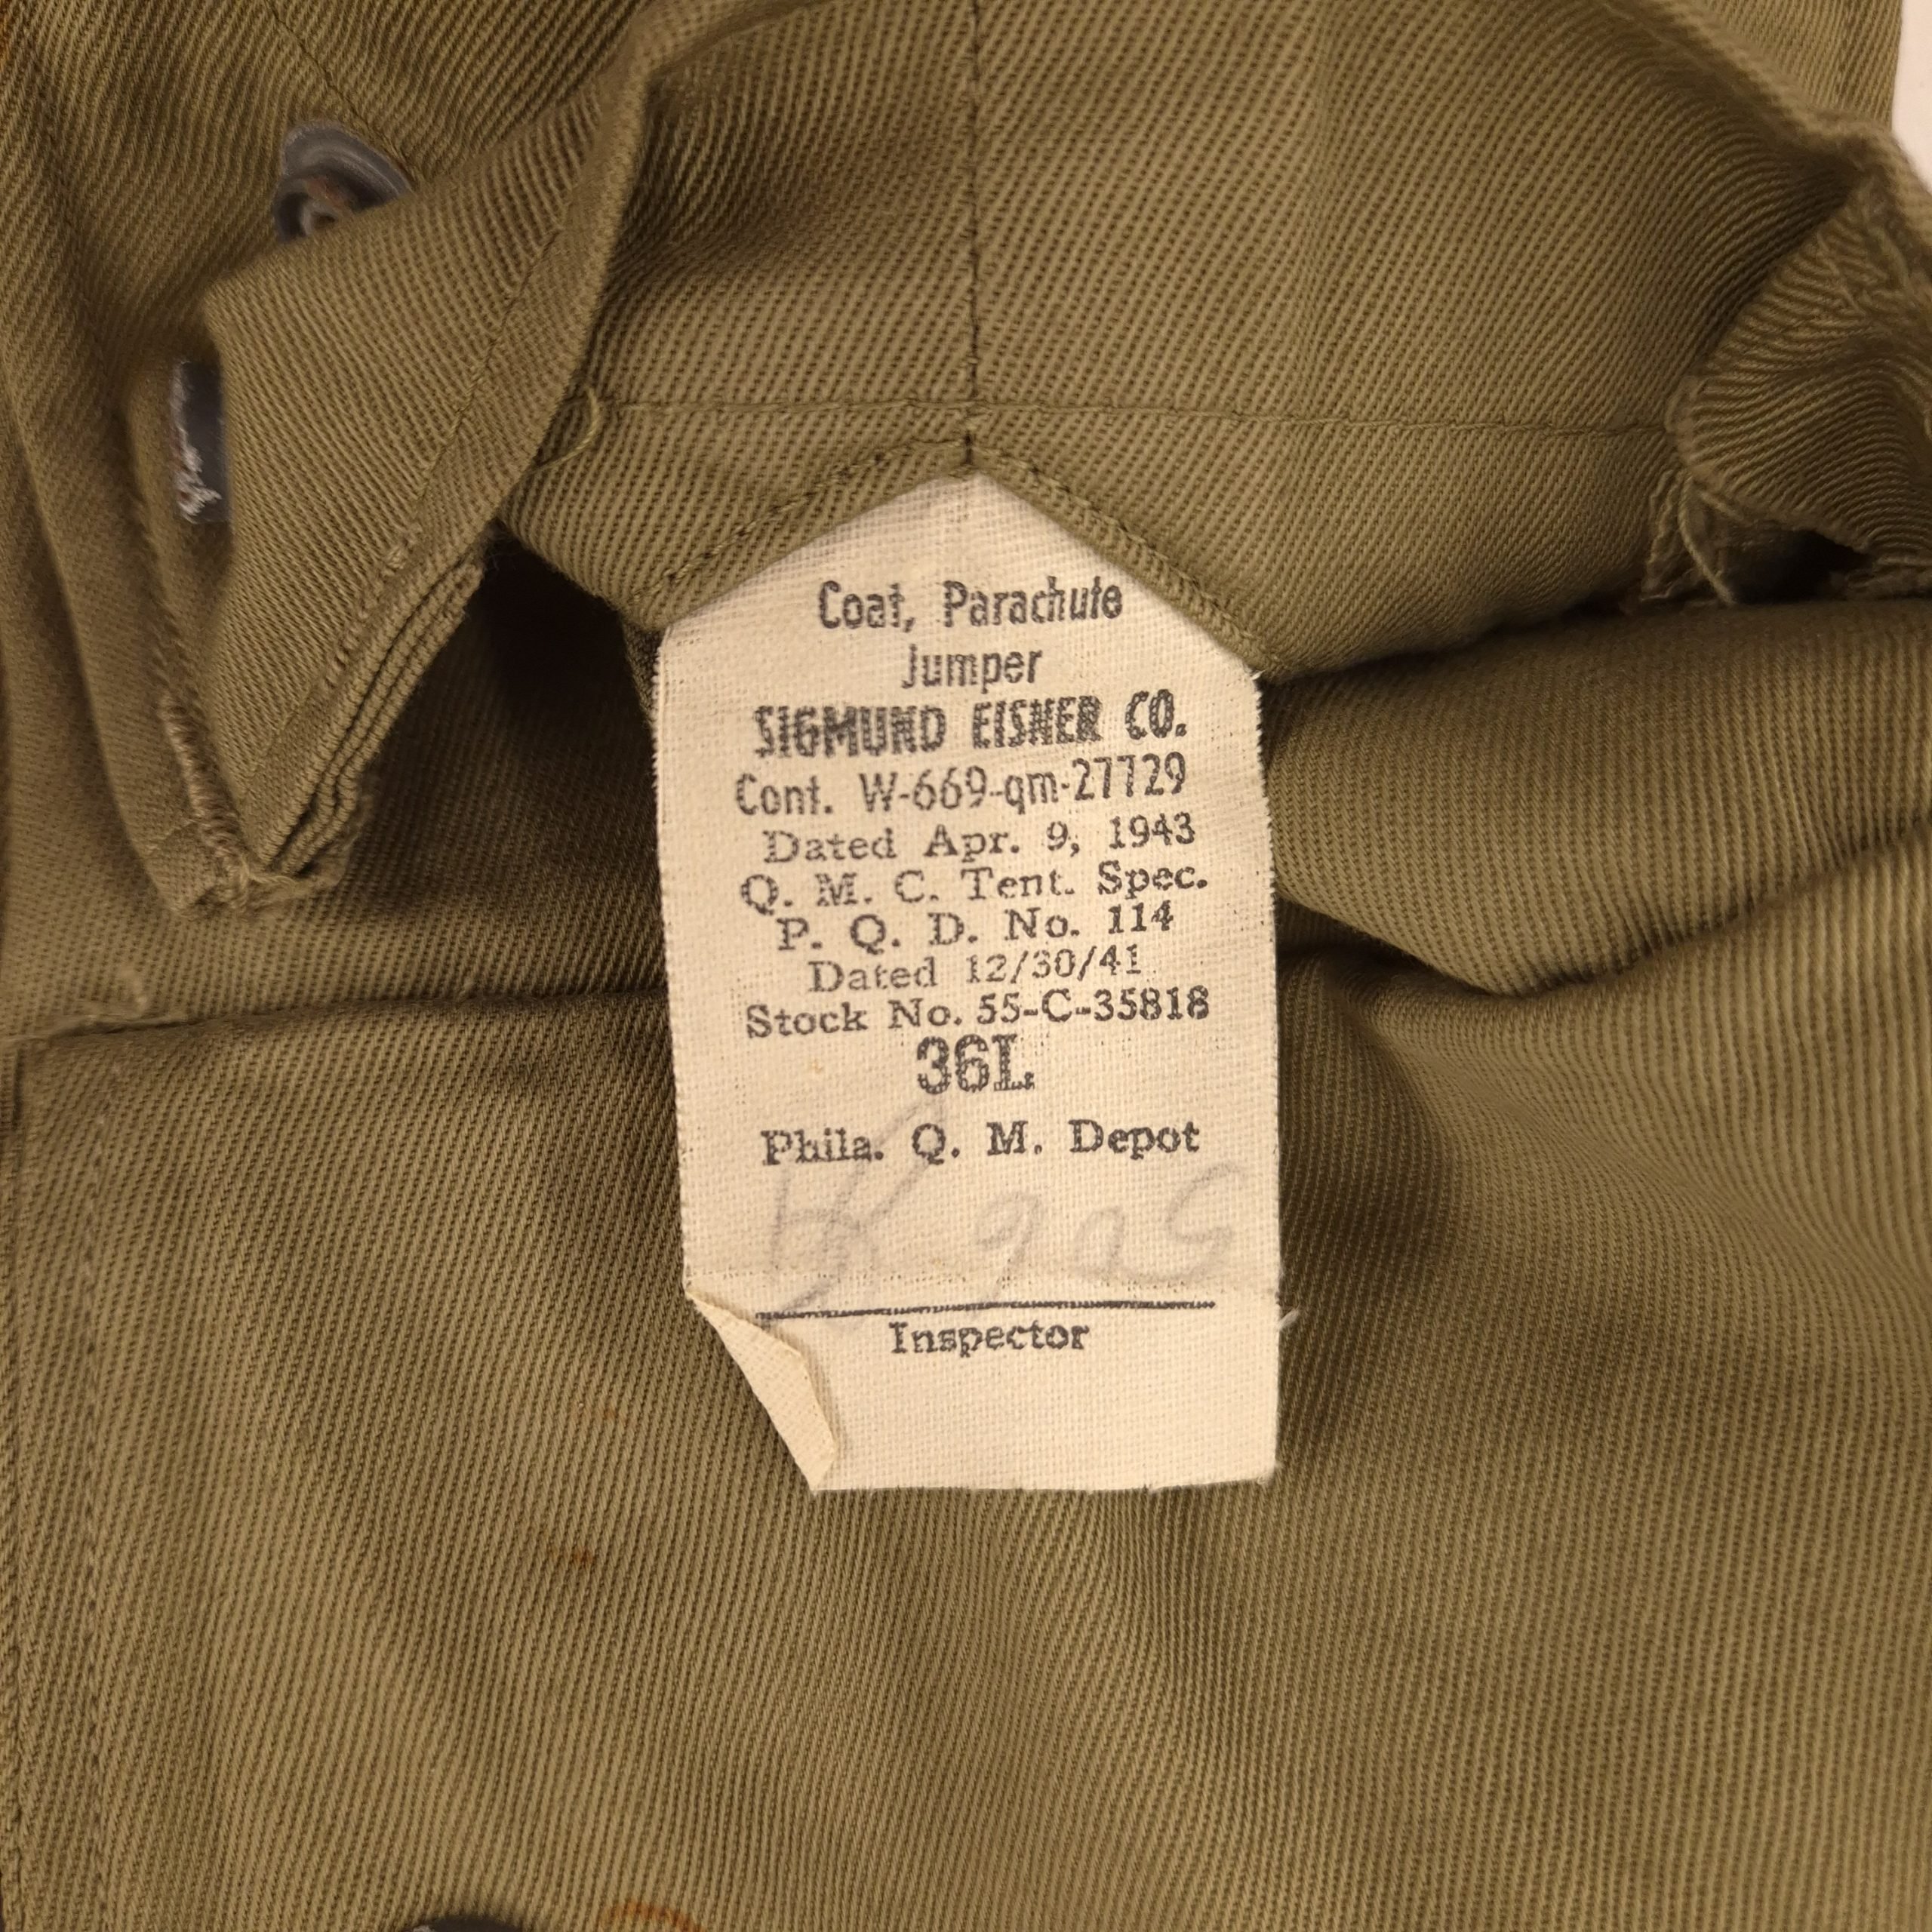 Coat, Parachute
Jumper
SIGMUND EISNER CO.
Cont. W-669-qm-27729
Dated Apr. 9, 1943
Q. M. C. Tent. Spec.
P. Q. D. No. 114
Dated 12/30/41
Stock No. 55-C-35818
36L
Phila. Q. M. Depot
Inspector